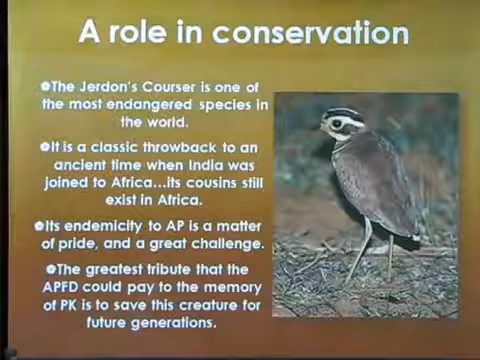 A role in conservation
The Jerdon's Courser is one of
the most endangered species in
the world.
It is a classic throwback to an
ancient time when India was
joined to Africa...its cousins still
exist in Africa.
Its endemicity to AP is a matter
of pride, and a great challenge.
The greatest tribute that the
APFD could pay to the memory
of PK is to save this creature for
future generations.